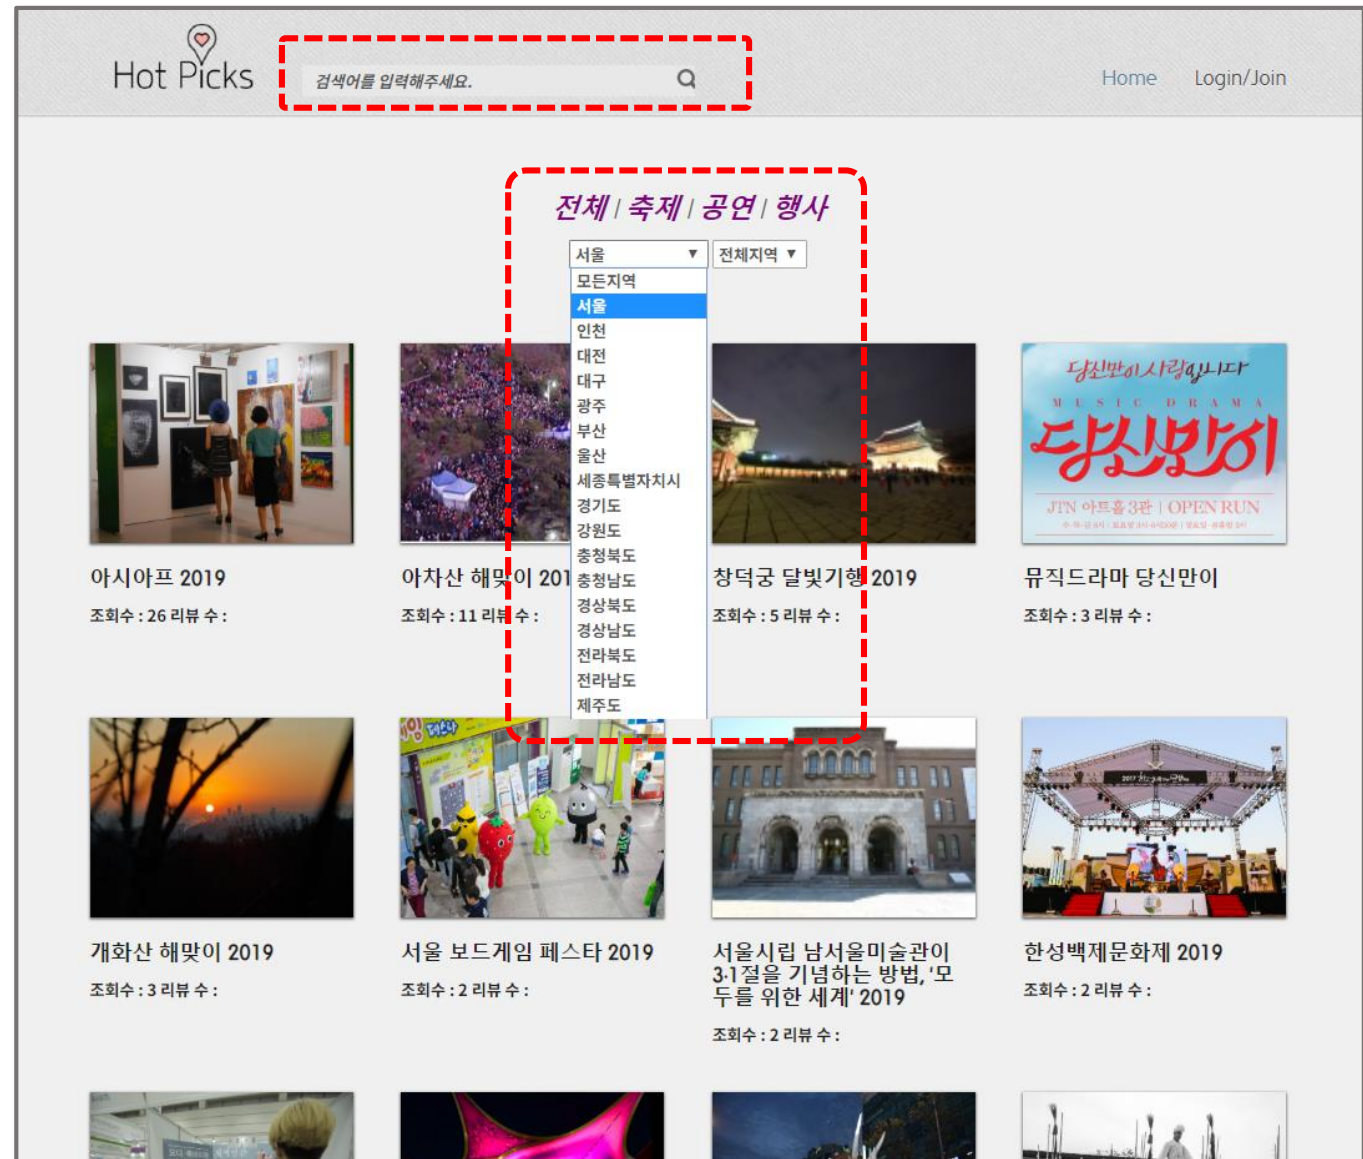 Hot Picks
검색어를 입력해주세요.
Home Login/Join
전체 / 축제 / 공연 / 행사
서울 ▼ 전체지역 ▼
모든지역
서울
인천
대전
대구
광주
부산
울산
세종특별자치시
경기도
강원도
충청북도
충청남도
경상북도
경상남도
전라북도
전라남도
제주도
당신만이 사랑입니다
MUSIC DRAMA
당신만이
JTN 아트홀 3관 | OPEN RUN
아시아프 2019
조회수 : 26 리뷰 수 :
아차산 해맞이 201
조회수 : 11 리뷰 수 :
창덕궁 달빛기행 2019
조회수 : 5 리뷰 수 :
뮤직드라마 당신만이
조회수 : 3 리뷰 수 :
개화산 해맞이 2019
조회수 : 3 리뷰 수 :
서울 보드게임 페스타 2019
조회수 : 2 리뷰 수 :
서울시립 남서울미술관이
3·1절을 기념하는 방법, '모
두를 위한 세계' 2019
조회수 : 2 리뷰 수 :
한성백제문화제 2019
조회수 : 2 리뷰 수 :